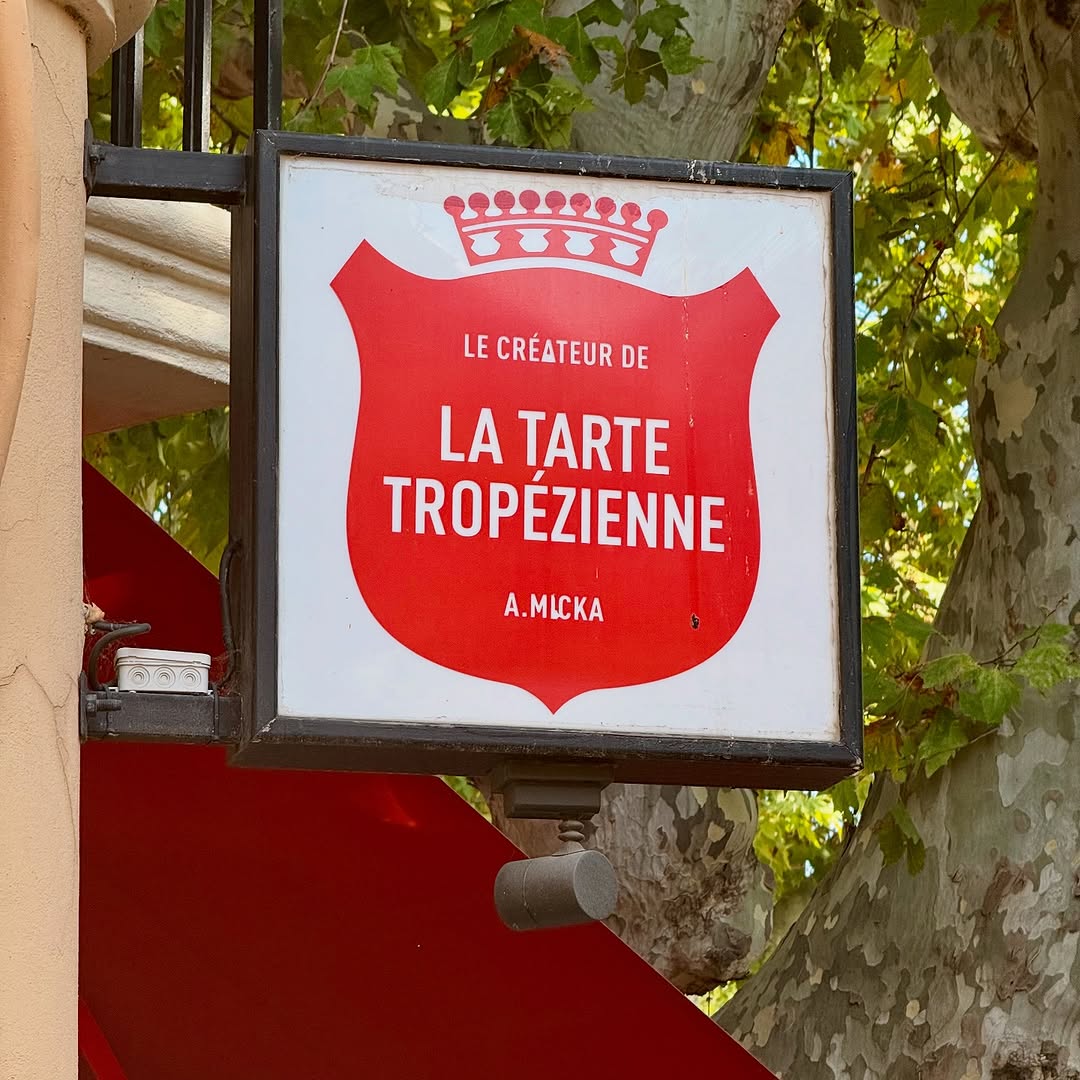 LE CRÉATEUR DE
LA TARTE
TROPÉZIENNE
A.MICKA